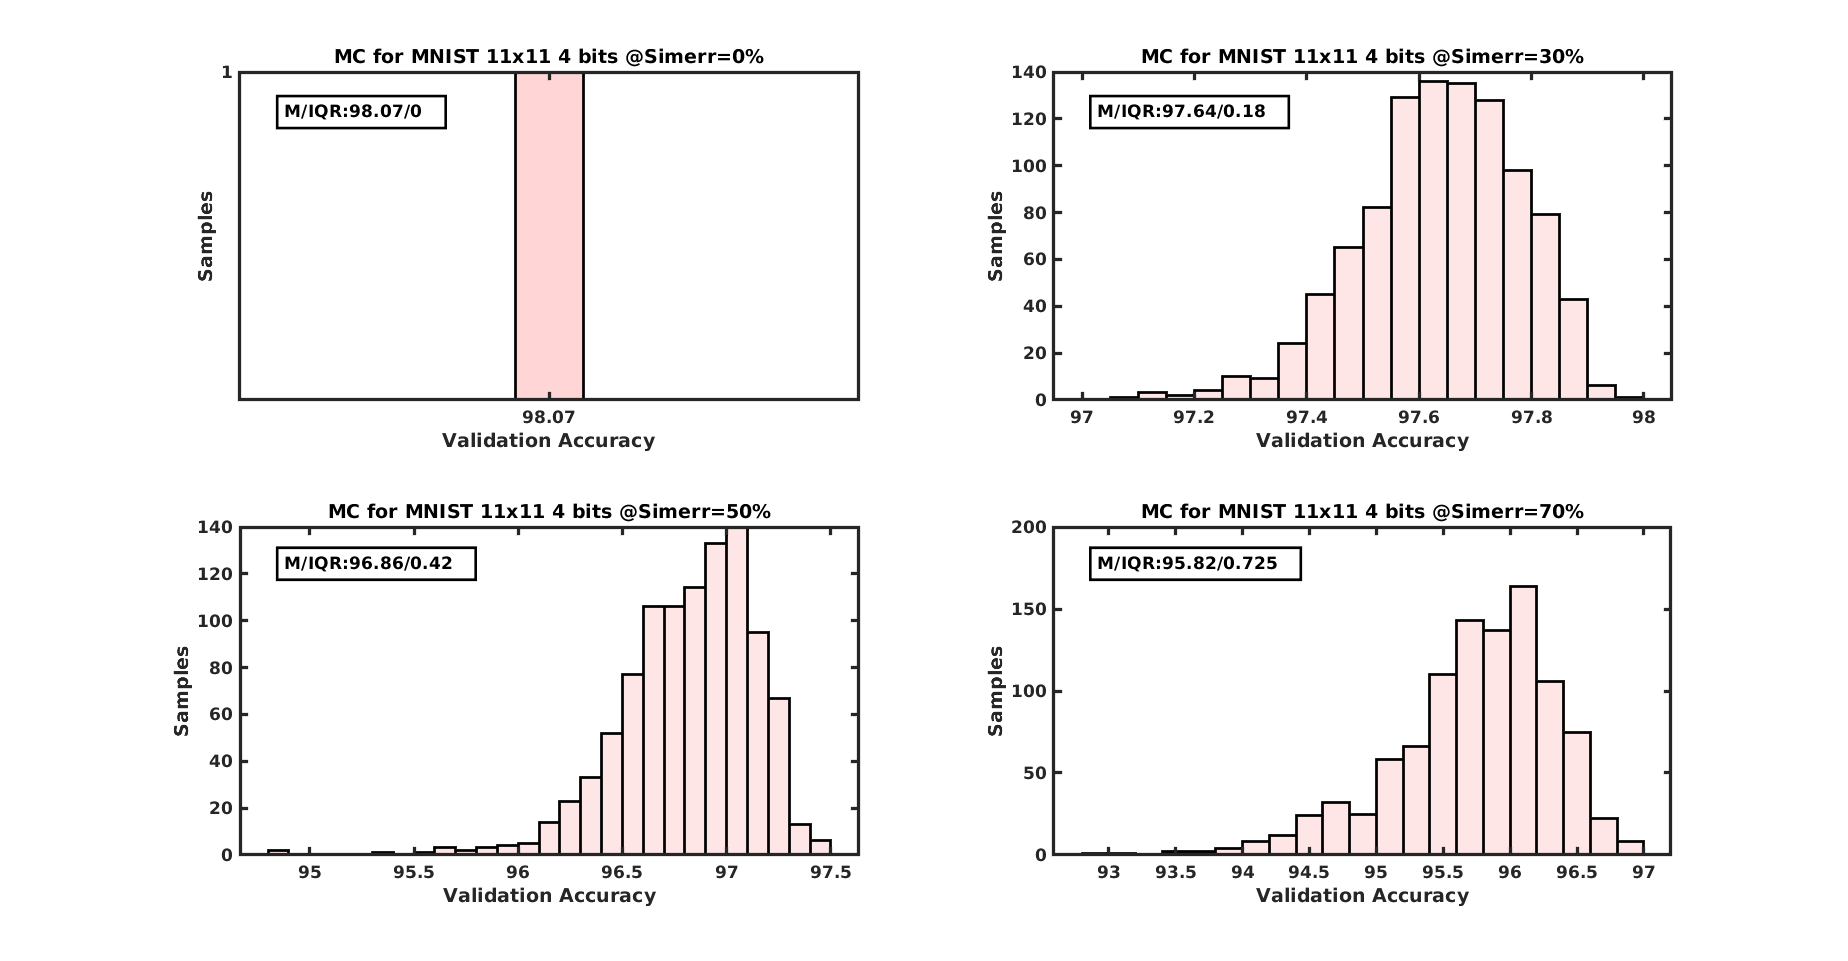 MC for MNIST 11x11 4 bits @Simerr=0%
1
M/IQR:98.07/0
Samples
98.07
Validation Accuracy
MC for MNIST 11x11 4 bits @Simerr=30%
140
120
100
80
60
40
20
0
M/IQR:97.64/0.18
Samples
97 97.2 97.4 97.6 97.8 98
Validation Accuracy
MC for MNIST 11x11 4 bits @Simerr=50%
140
120
100
80
60
40
20
0
M/IQR:96.86/0.42
Samples
95 95.5 96 96.5 97 97.5
Validation Accuracy
MC for MNIST 11x11 4 bits @Simerr=70%
200
150
100
50
0
M/IQR:95.82/0.725
Samples
93 93.5 94 94.5 95 95.5 96 96.5 97
Validation Accuracy